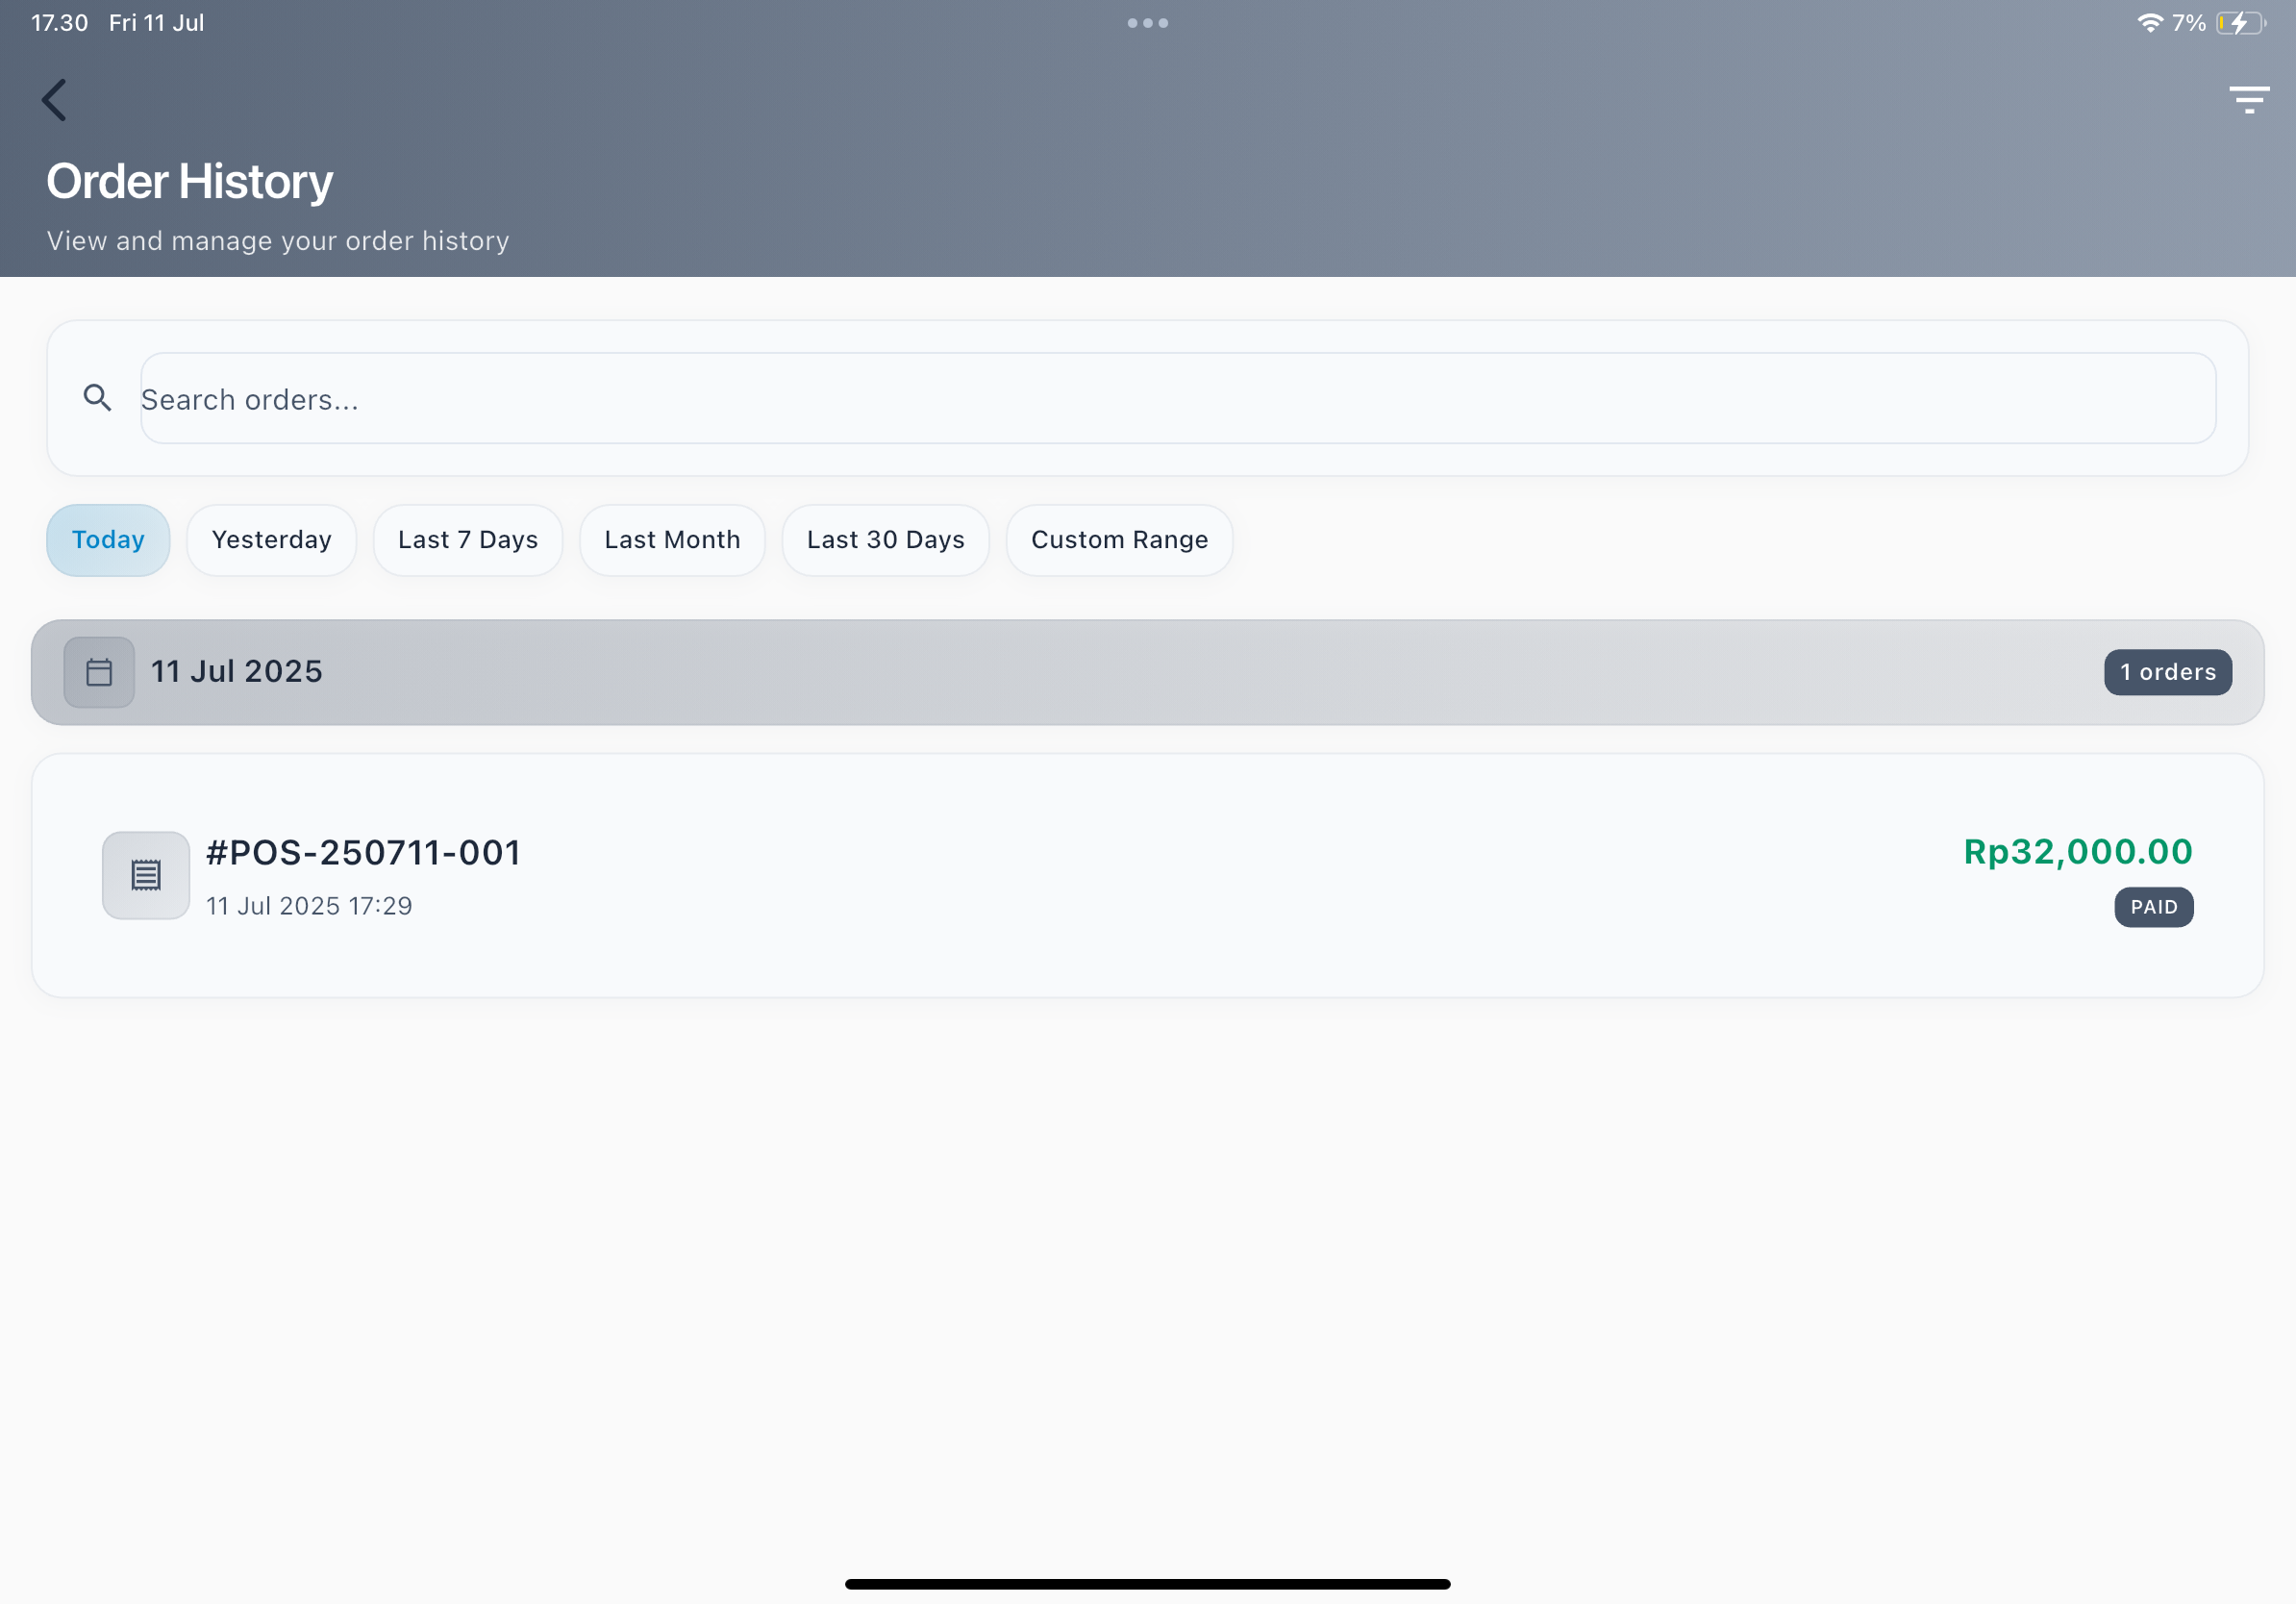 17.30 Fri 11 Jul
7%
Order History
View and manage your order history
Search orders...
Today Yesterday Last 7 Days Last Month Last 30 Days Custom Range
11 Jul 2025 1 orders
#POS-250711-001 Rp32,000.00
11 Jul 2025 17:29 PAID